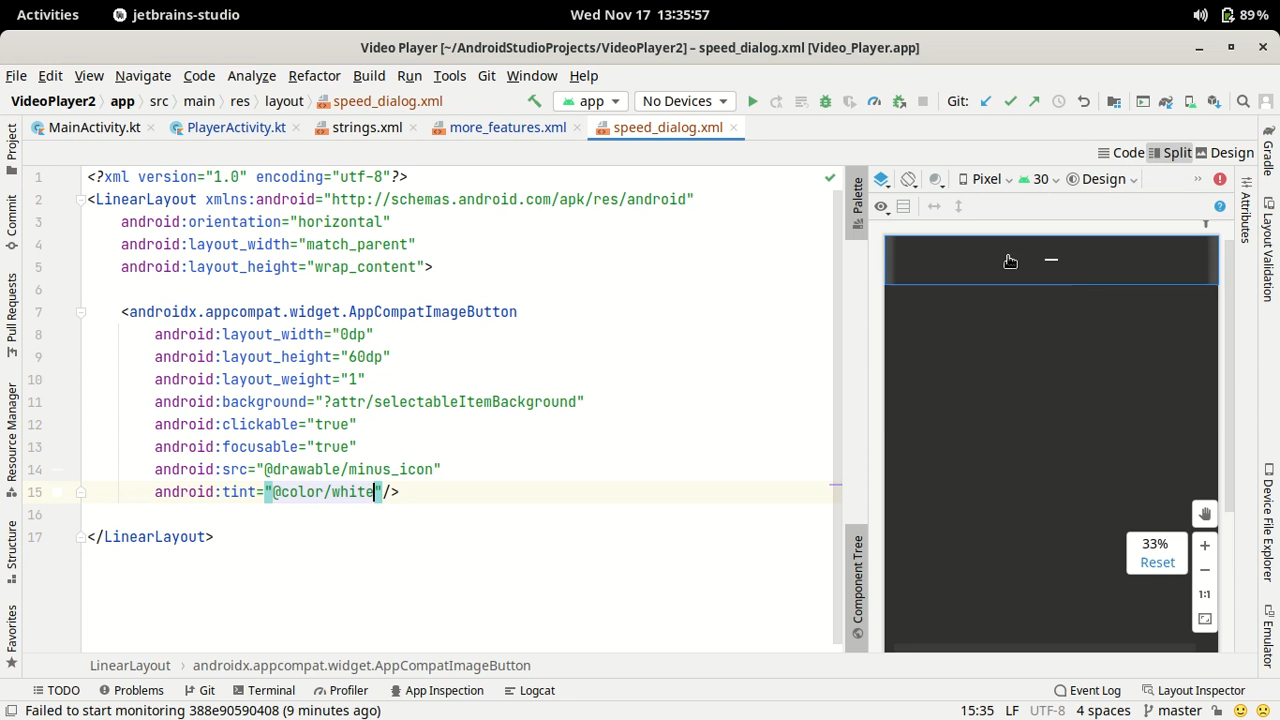 Activities jetbrains-studio Wed Nov 17 13:35:57 89%
Video Player [~/AndroidStudioProjects/VideoPlayer2] – speed_dialog.xml [Video_Player.app]
File Edit View Navigate Code Analyze Refactor Build Run Tools Git Window Help
VideoPlayer2 app src main res layout speed_dialog.xml app No Devices Git:
MainActivity.kt PlayerActivity.kt strings.xml more_features.xml speed_dialog.xml
Code Split Design
Pixel 30 Design
1 <?xml version="1.0" encoding="utf-8"?>
2 <LinearLayout xmlns:android="http://schemas.android.com/apk/res/android"
3 android:orientation="horizontal"
4 android:layout_width="match_parent"
5 android:layout_height="wrap_content">
6
7 <androidx.appcompat.widget.AppCompatImageButton
8 android:layout_width="0dp"
9 android:layout_height="60dp"
10 android:layout_weight="1"
11 android:background="?attr/selectableItemBackground"
12 android:clickable="true"
13 android:focusable="true"
14 android:src="@drawable/minus_icon"
15 android:tint="@color/white"/>
16
17 </LinearLayout>
Project
Commit
Pull Requests
Resource Manager
Structure
Favorites
Palette
Component Tree
33%
Reset
1:1
Attributes
Gradle
Layout Validation
Device File Explorer
Emulator
LinearLayout androidx.appcompat.widget.AppCompatImageButton
TODO Problems Git Terminal Profiler App Inspection Logcat Event Log Layout Inspector
Failed to start monitoring 388e90590408 (9 minutes ago) 15:35 LF UTF-8 4 spaces master